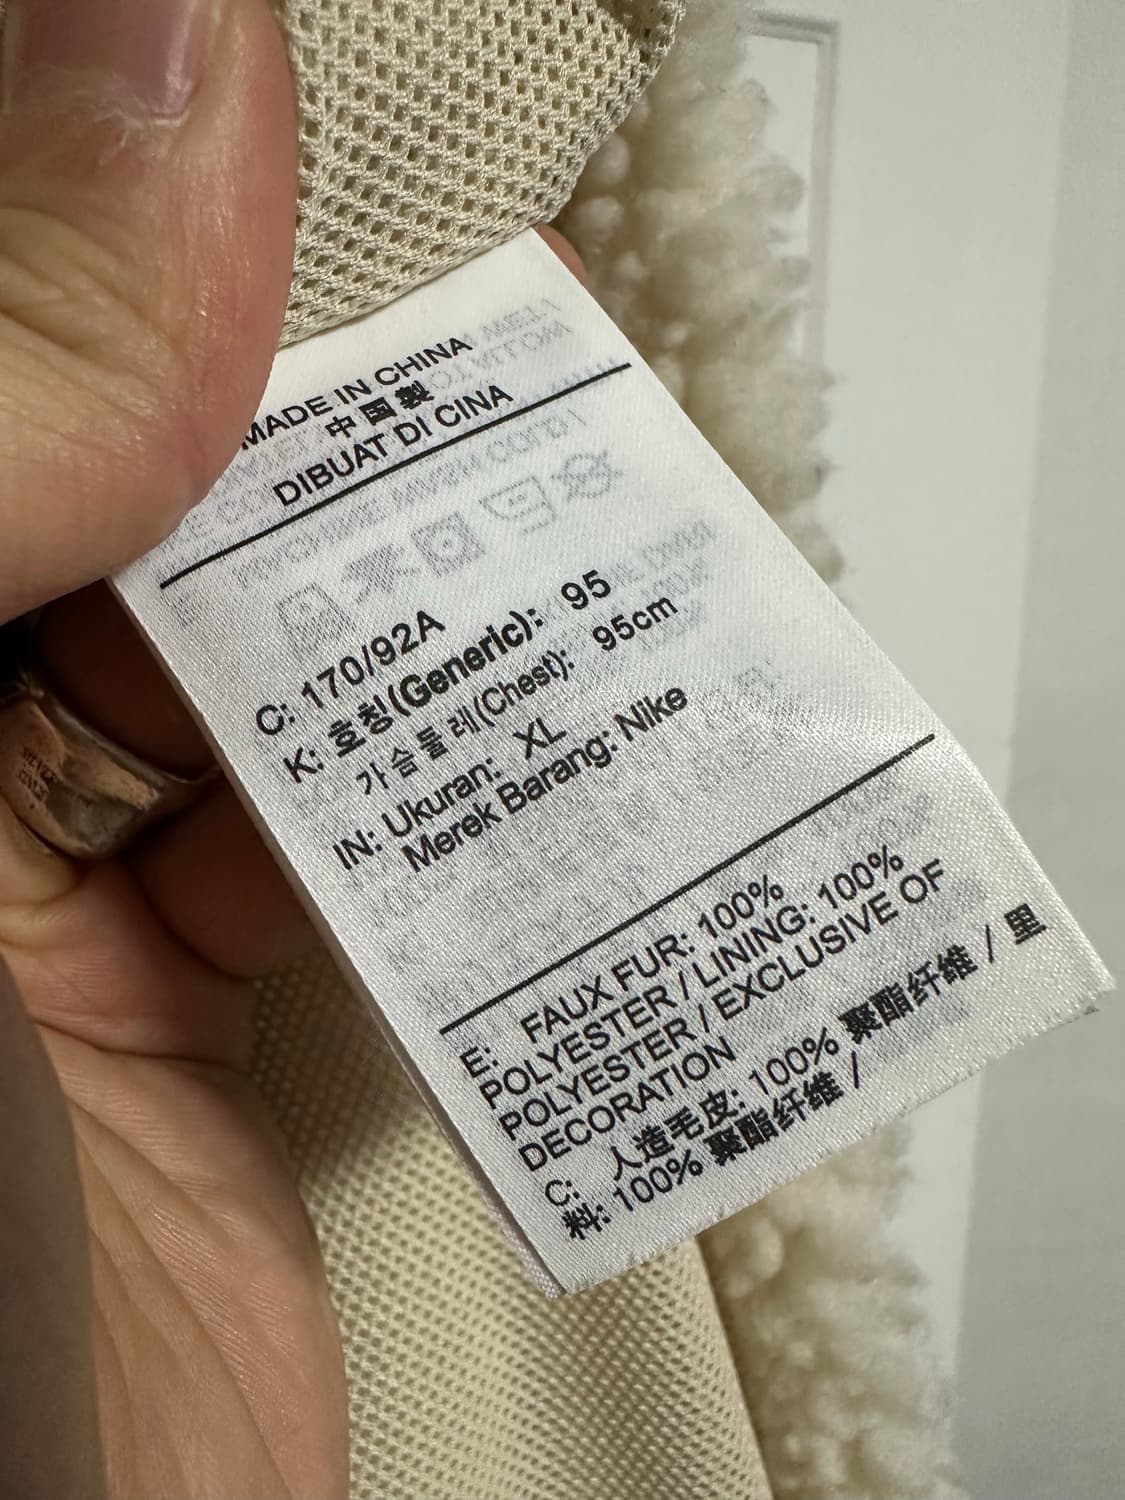 MADE IN CHINA
中国製
DIBUAT DI CINA
C: 170/92A
K: 호칭(Generic): 95
가슴둘레(Chest): 95cm
IN: Ukuran: XL
Merek Barang: Nike
E: FAUX FUR: 100%
POLYESTER / LINING: 100%
POLYESTER / EXCLUSIVE OF
DECORATION
C: 人造毛皮: 100% 聚酯纤维 / 里
料: 100% 聚酯纤维 /